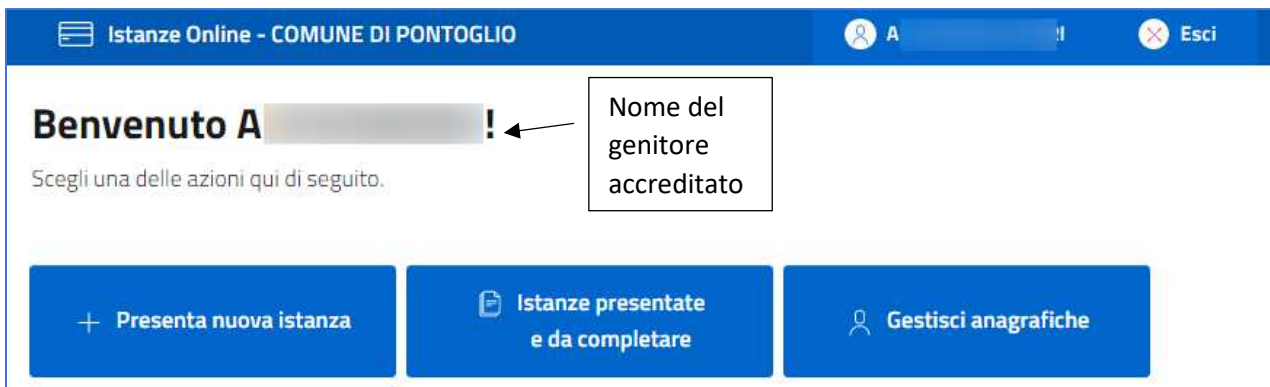 Istanze Online - COMUNE DI PONTOGLIO
A
Esci
Benvenuto A !
Nome del
genitore
accreditato
Scegli una delle azioni qui di seguito.
Presenta nuova istanza
Istanze presentate
e da completare
Gestisci anagrafiche